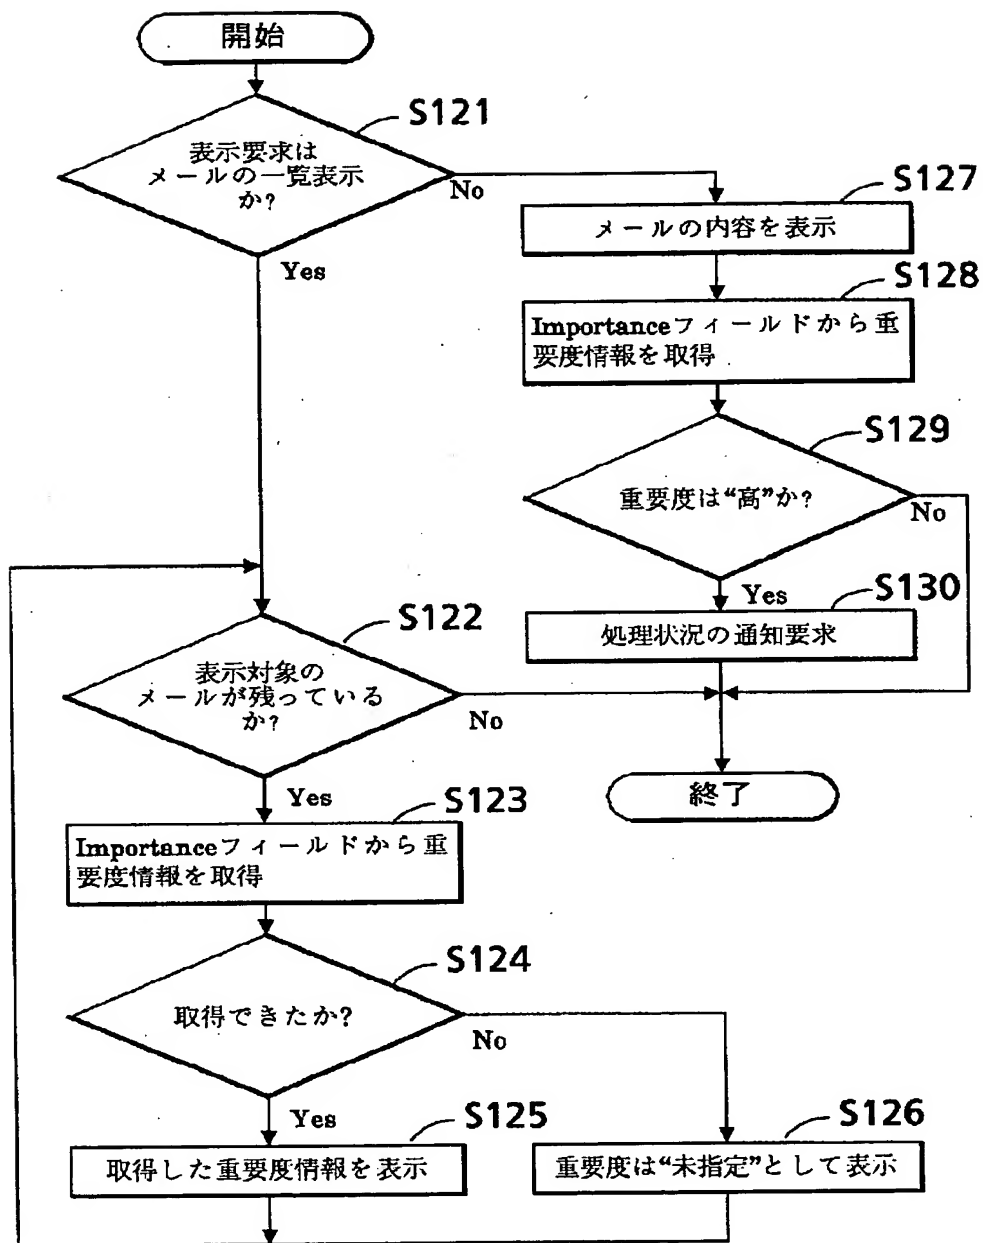 開始
S121
表示要求は
メールの一覧表示
か?
No
Yes
S127
メールの内容を表示
S128
Importanceフィールドから重
要度情報を取得
S129
重要度は“高”か?
No
Yes
S130
処理状況の通知要求
S122
表示対象の
メールが残っている
か?
No
Yes
終了
S123
Importanceフィールドから重
要度情報を取得
S124
取得できたか?
No
Yes
S125
取得した重要度情報を表示
S126
重要度は“未指定”として表示